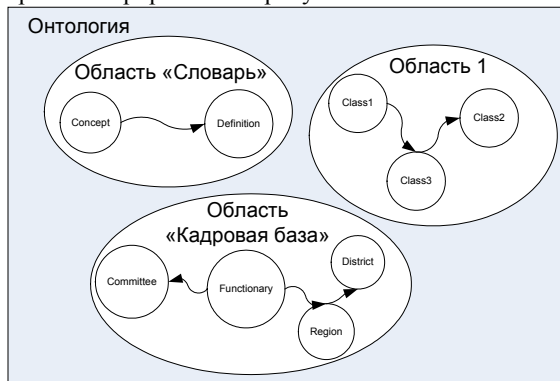 Онтология
Область «Словарь»
Concept
Definition
Область 1
Class1
Class2
Class3
Область
«Кадровая база»
Committee
Functionary
District
Region